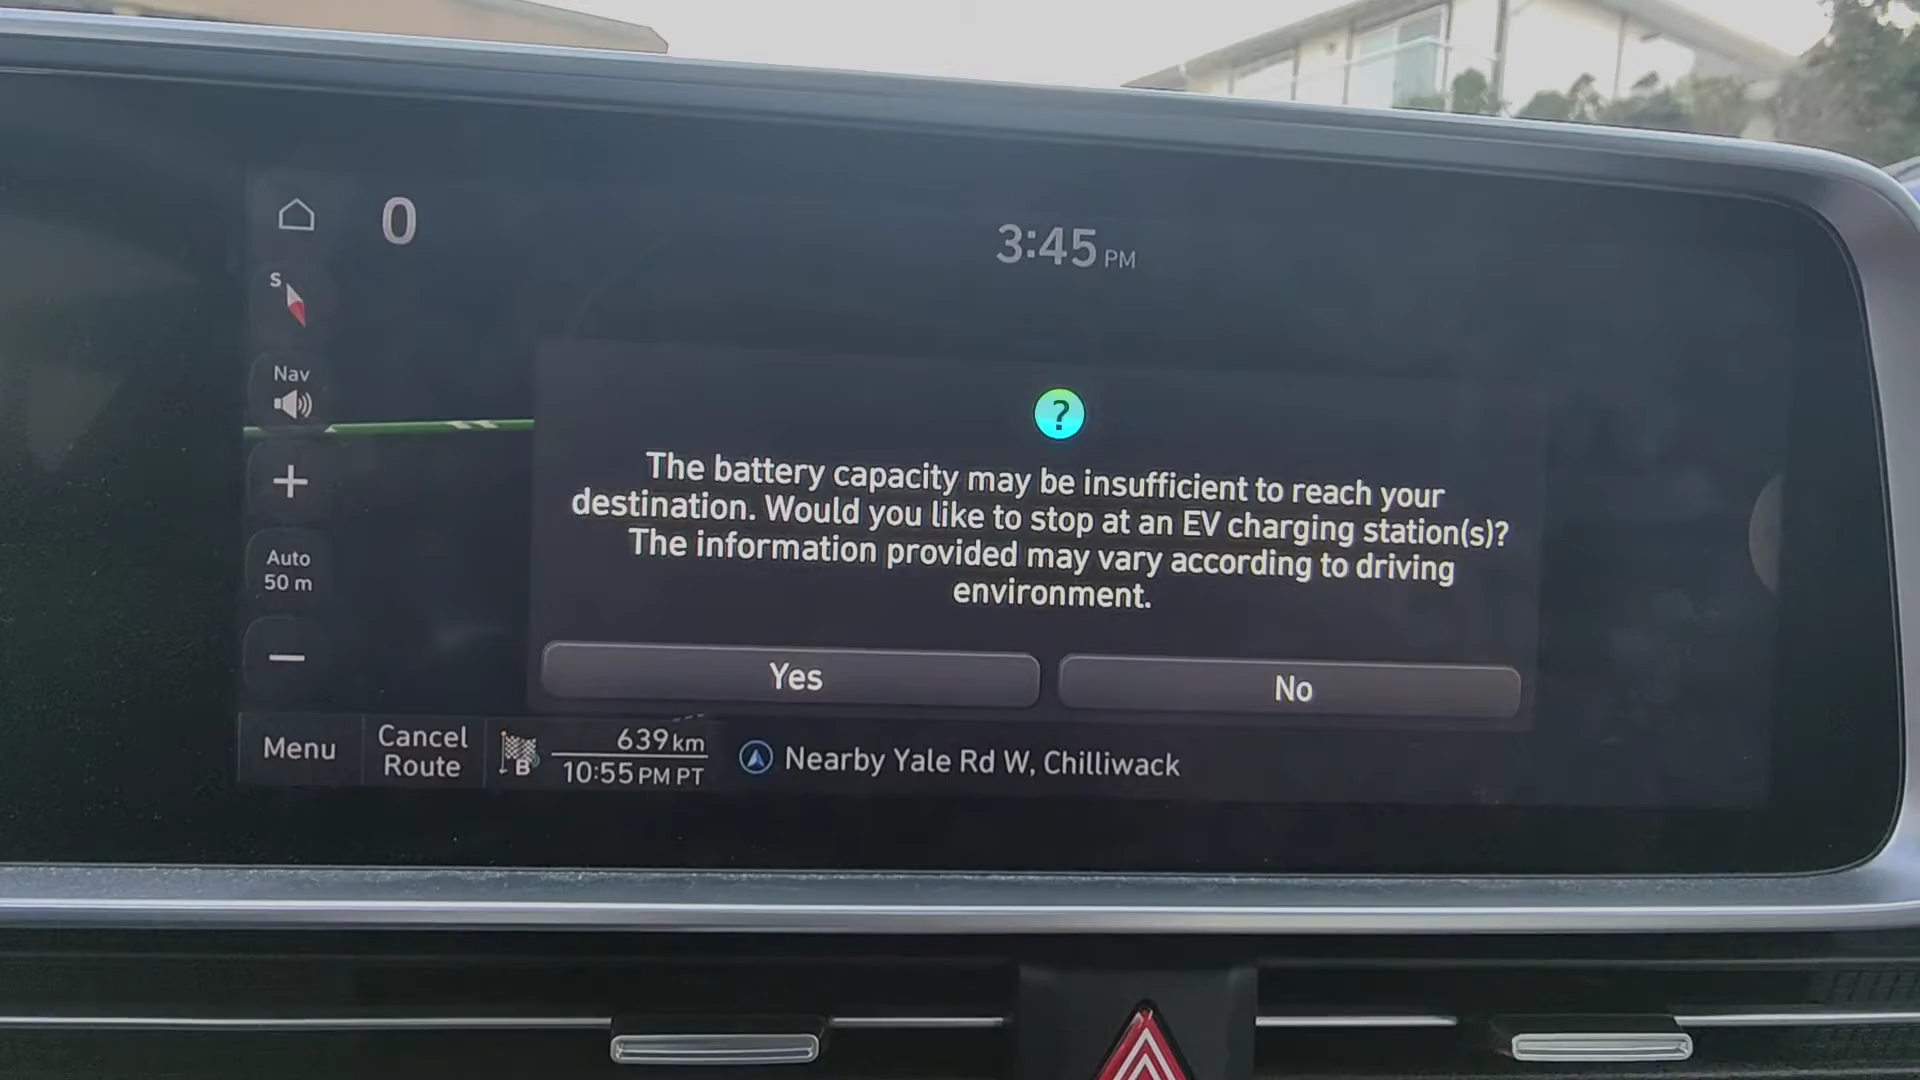 0
3:45 PM
S
Nav
The battery capacity may be insufficient to reach your
destination. Would you like to stop at an EV charging station(s)?
The information provided may vary according to driving
environment.
Auto
50 m
Yes
No
Menu
Cancel
Route
B
639 km
10:55 PM PT
Nearby Yale Rd W, Chilliwack